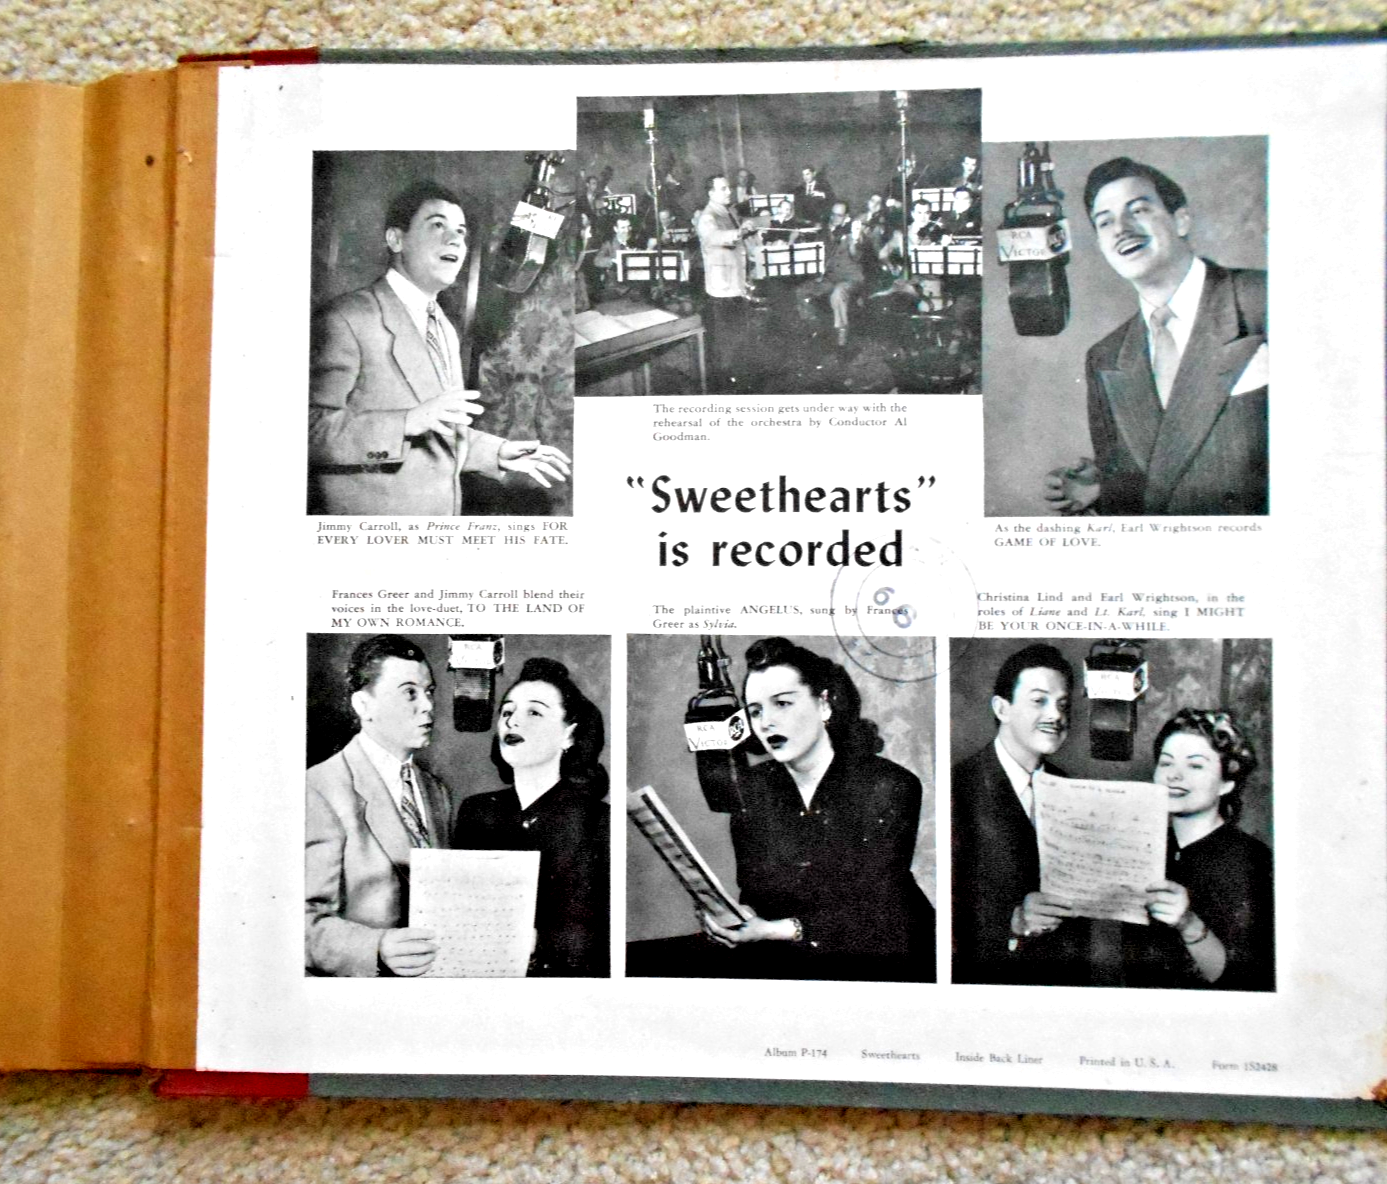 RCA
VICTOR
The recording session gets under way with the
rehearsal of the orchestra by Conductor Al
Goodman.
"Sweethearts"
is recorded
Jimmy Carroll, as Prince Franz, sings FOR
EVERY LOVER MUST MEET HIS FATE.
As the dashing Karl, Earl Wrightson records
GAME OF LOVE.
Frances Greer and Jimmy Carroll blend their
voices in the love-duet, TO THE LAND OF
MY OWN ROMANCE.
The plaintive ANGELUS, sung by Frances
Greer as Sylvia.
Christina Lind and Earl Wrightson, in the
roles of Liane and Lt. Karl, sing I MIGHT
BE YOUR ONCE-IN-A-WHILE.
RCA
RCA
VICTOR
RCA
Album P-174 Sweethearts Inside Back Liner Printed in U. S. A. Form 152428